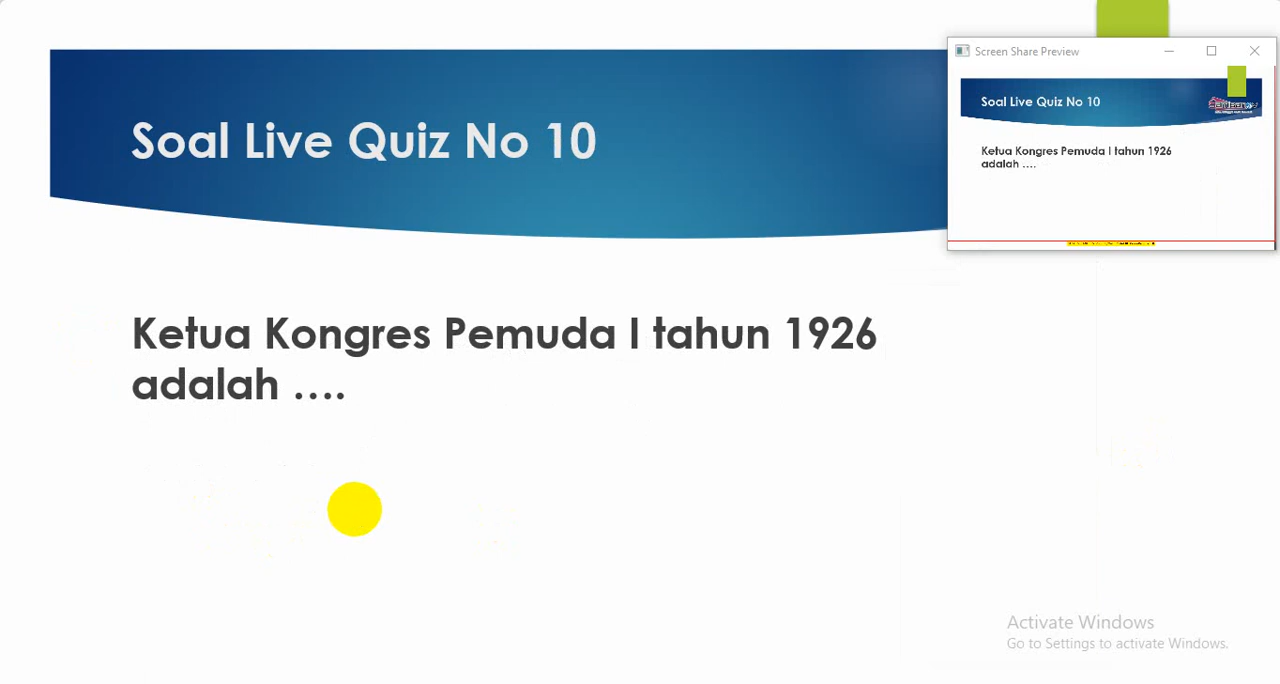 Soal Live Quiz No 10
Ketua Kongres Pemuda I tahun 1926
adalah ....
Screen Share Preview
Soal Live Quiz No 10
Ketua Kongres Pemuda I tahun 1926
adalah ....
Activate Windows
Go to Settings to activate Windows.